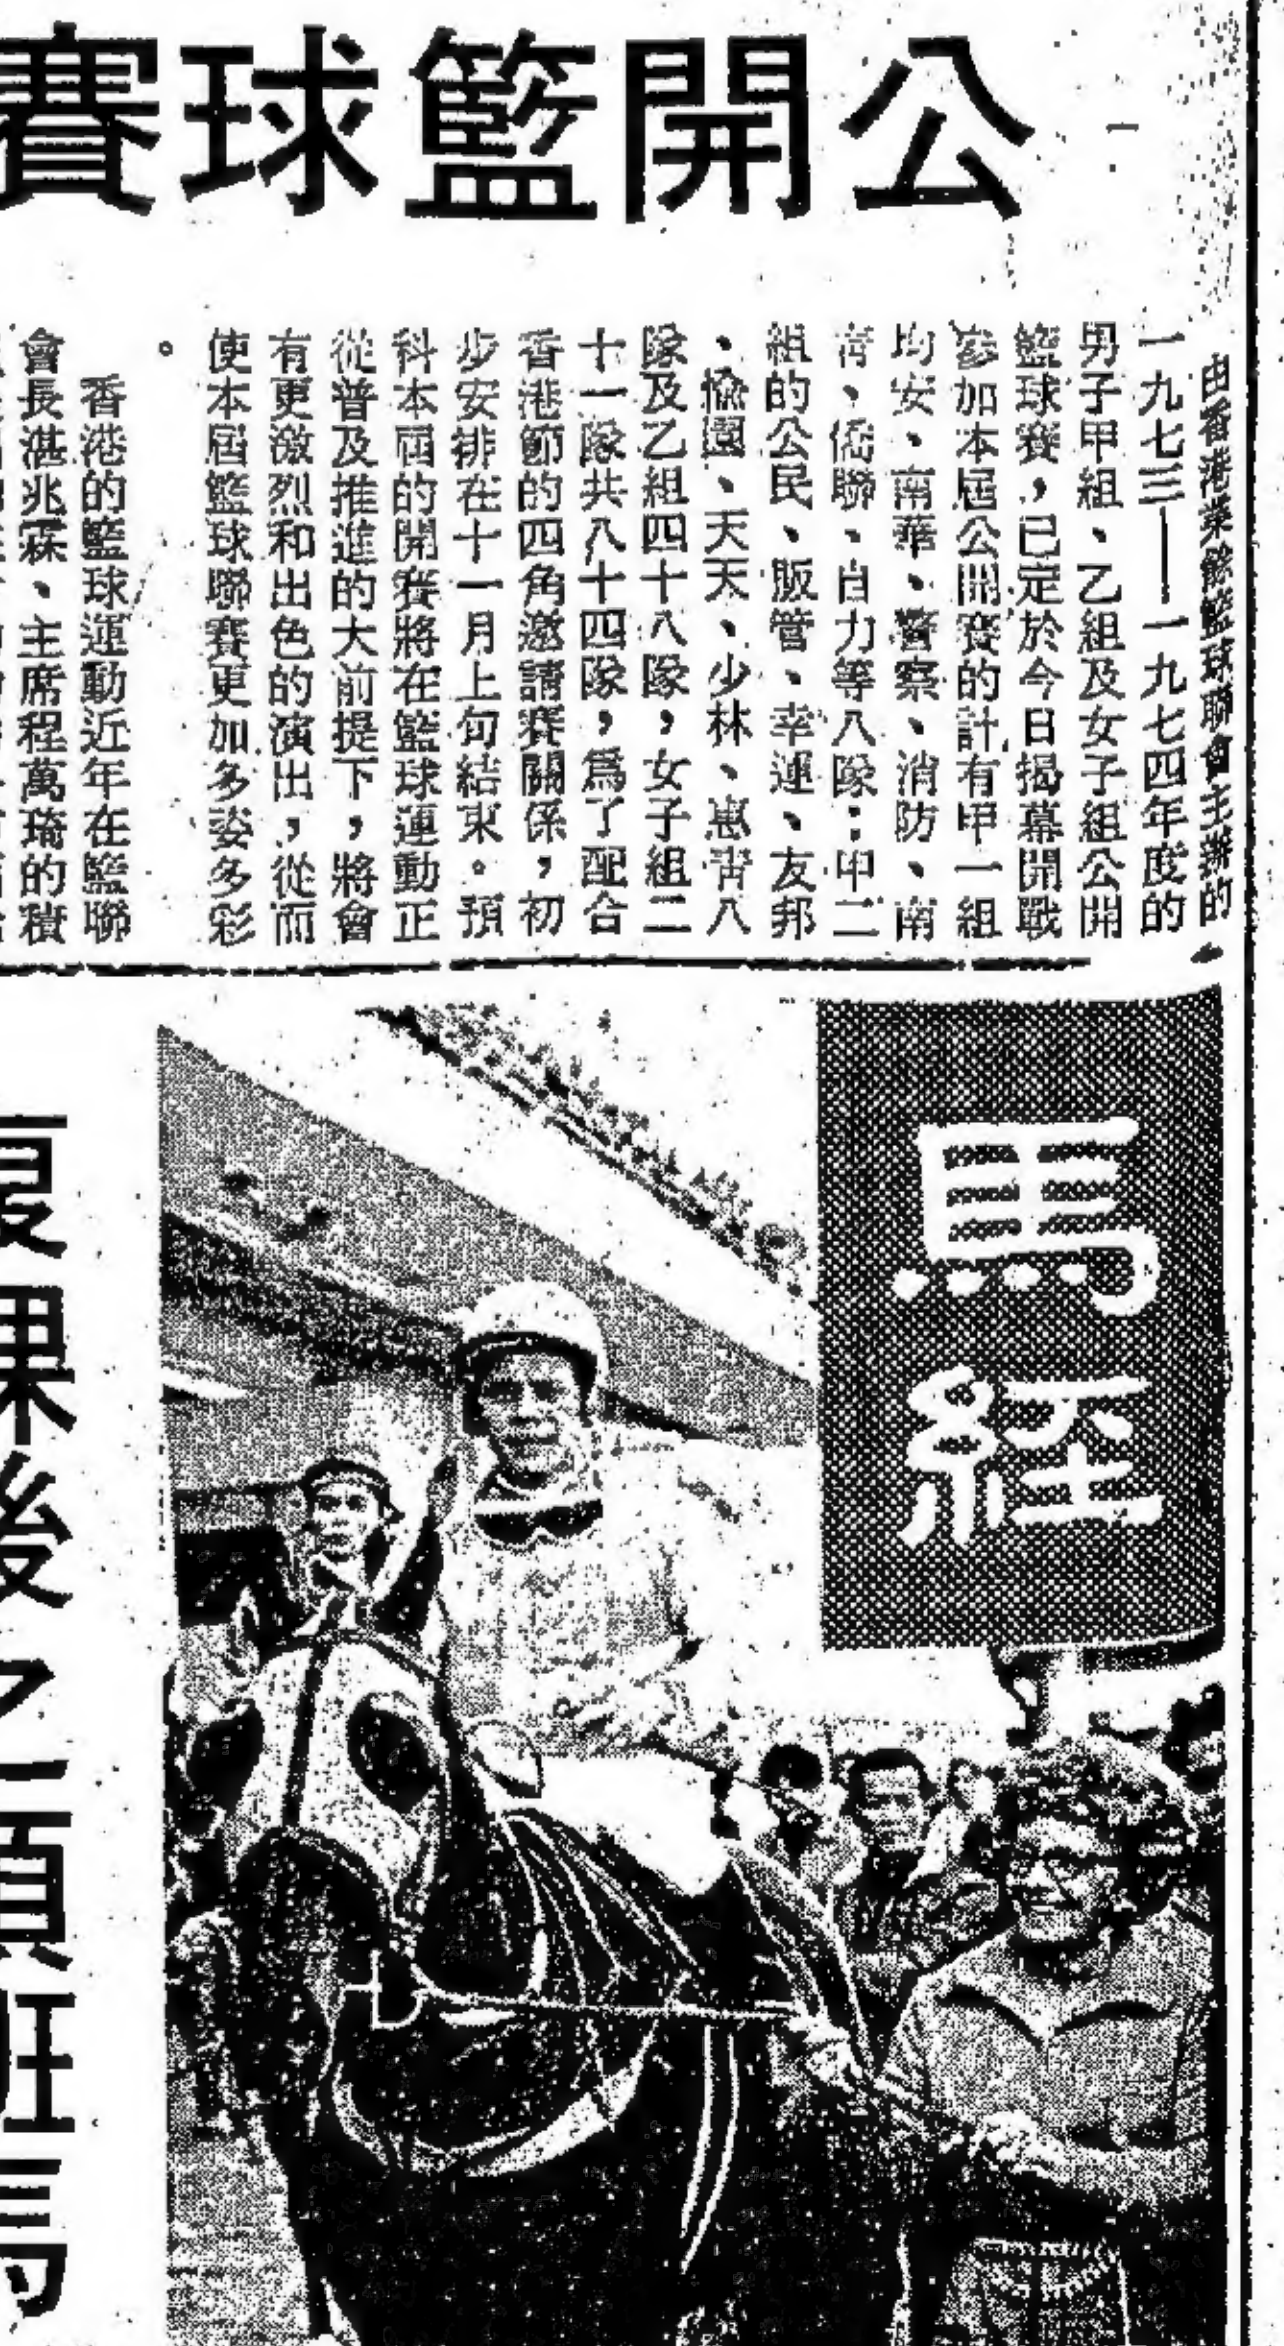 公開籃球賽
由香港業餘籃球聯會主辦的
一九七三——一九七四年度的
男子甲組、乙組及女子組公開
籃球賽，已定於今日揭幕開戰
參加本屆公開賽的計有甲一組
均安、南華、警察、消防、南
青、僑聯、自力等八隊；甲二
組的公民、販管、幸運、友邦
、愉園、天天、少林、惠青八
隊及乙組四十八隊，女子組二
十一隊共八十四隊，爲了配合
香港節的四角邀請賽關係，初
步安排在十一月上旬結束。預
科本屆的開賽將在籃球運動正
從普及推進的大前提下，將會
有更激烈和出色的演出，從而
使本屆籃球聯賽更加多姿多彩
。
香港的籃球運動近年在籃聯
會長湛兆霖、主席程萬琦的積
馬經
後之一項班馬